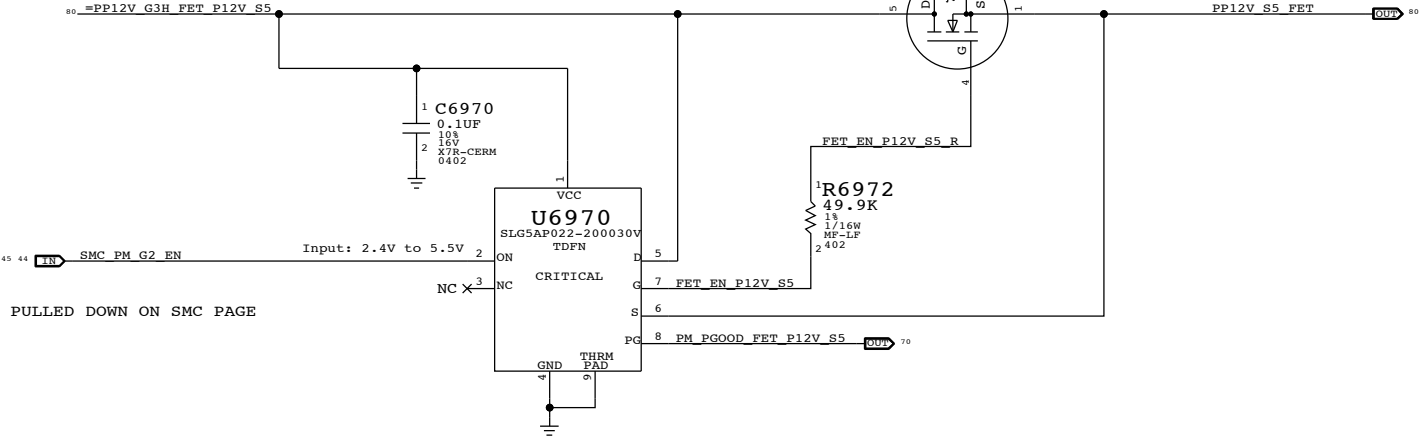 80 =PP12V_G3H_FET_P12V_S5
5
D
S
1
PP12V_S5_FET
OUT 80
G
4
1 C6970
0.1UF
10%
16V
2 X7R-CERM
0402
FET_EN_P12V_S5_R
1 R6972
49.9K
1%
1/16W
MF-LF
2 402
1
VCC
U6970
SLG5AP022-200030V
TDFN
CRITICAL
45 44 IN SMC_PM_G2_EN
Input: 2.4V to 5.5V 2 ON
D 5
NC 3 NC
G 7 FET_EN_P12V_S5
PULLED DOWN ON SMC PAGE
S 6
PG 8 PM_PGOOD_FET_P12V_S5 OUT 70
GND
THRM
PAD
4
9